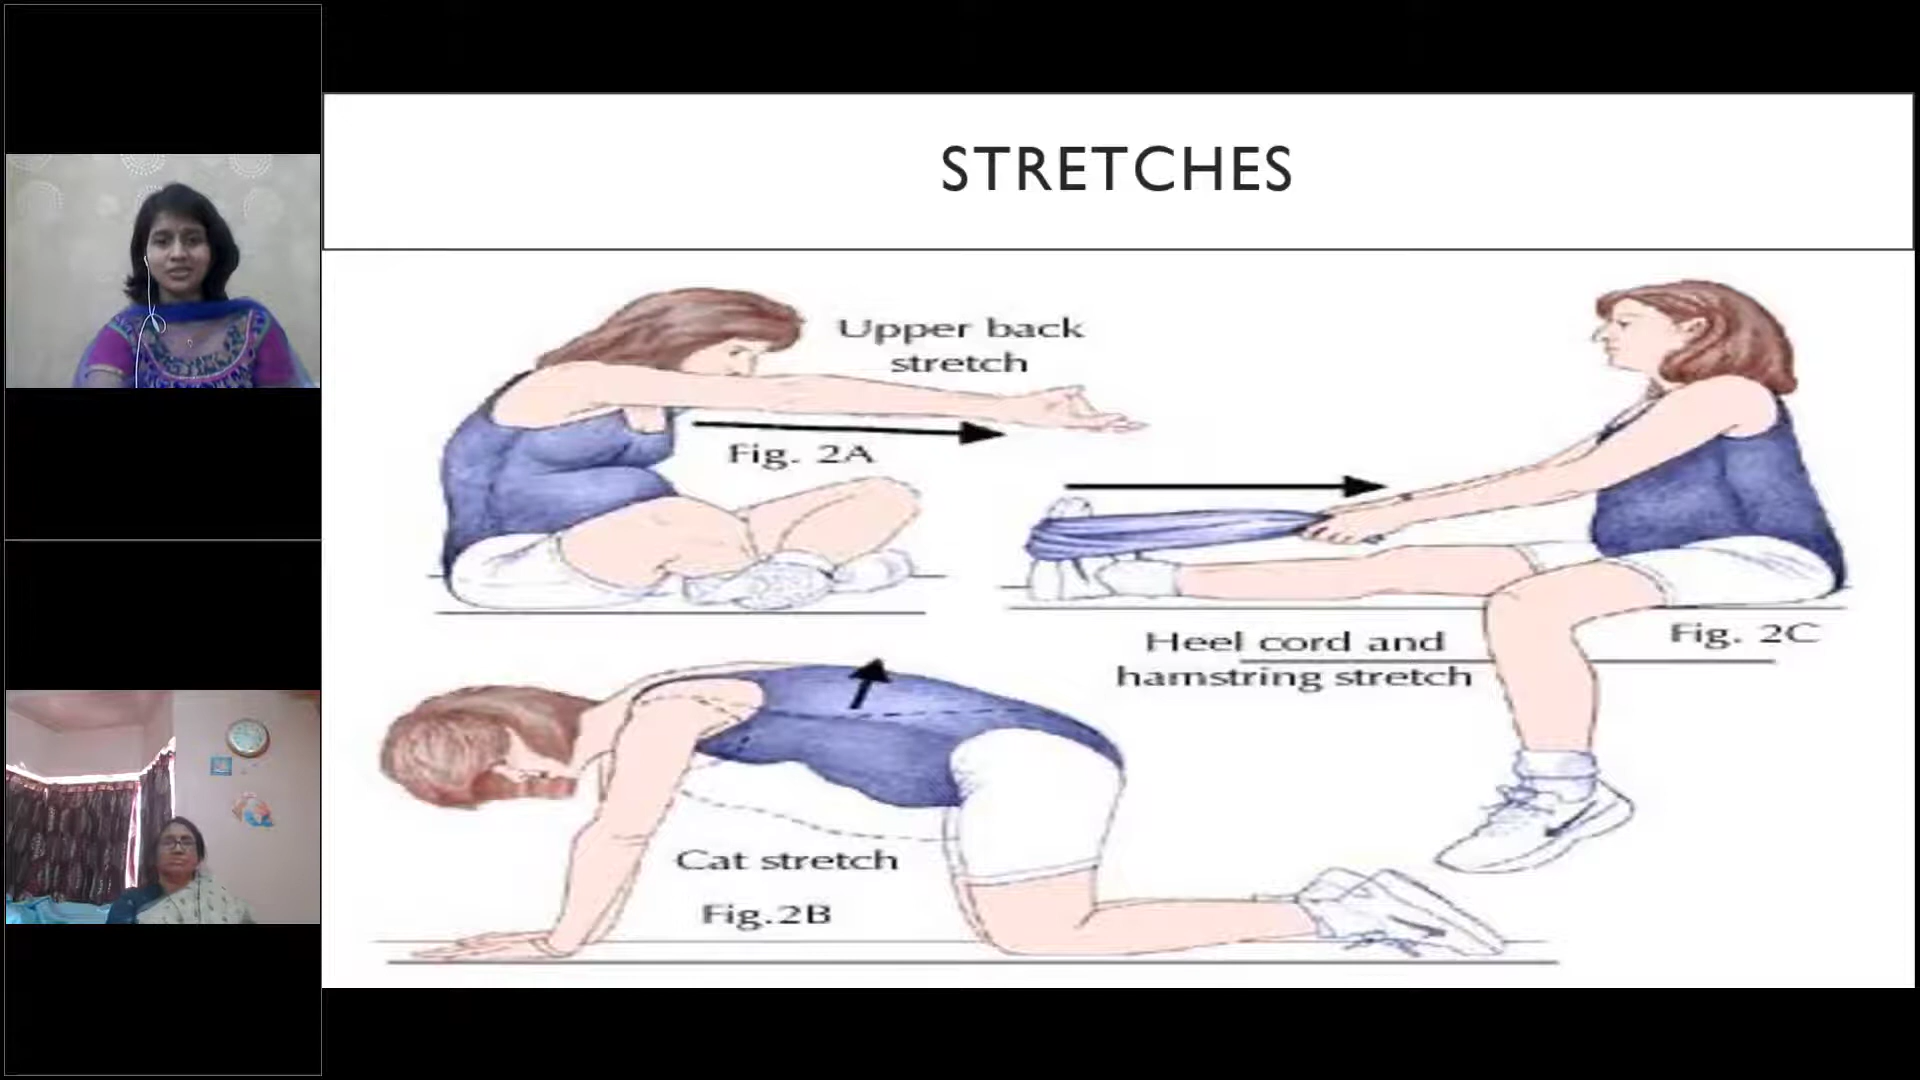 STRETCHES
Upper back
stretch
Fig. 2A
Heel cord and
hamstring stretch
Fig. 2C
Cat stretch
Fig.2B